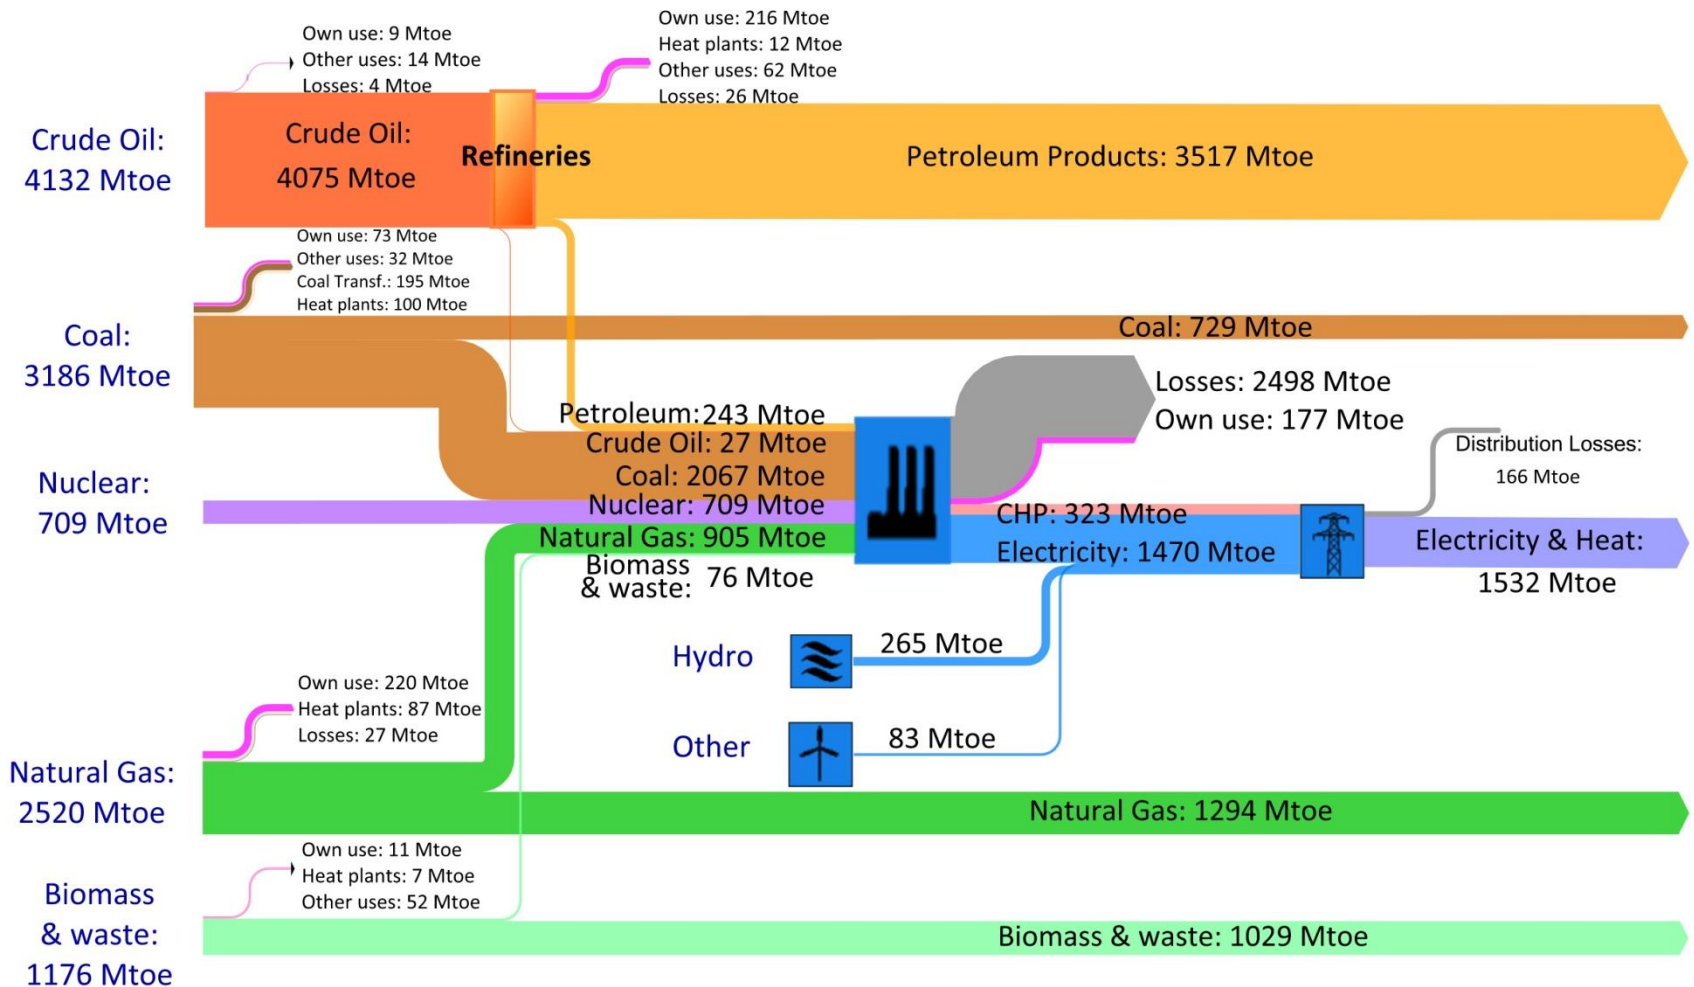 Own use: 9 Mtoe
Other uses: 14 Mtoe
Losses: 4 Mtoe
Own use: 216 Mtoe
Heat plants: 12 Mtoe
Other uses: 62 Mtoe
Losses: 26 Mtoe
Crude Oil:
4132 Mtoe
Crude Oil:
4075 Mtoe
Refineries
Petroleum Products: 3517 Mtoe
Own use: 73 Mtoe
Other uses: 32 Mtoe
Coal Transf.: 195 Mtoe
Heat plants: 100 Mtoe
Coal:
3186 Mtoe
Coal: 729 Mtoe
Petroleum: 243 Mtoe
Crude Oil: 27 Mtoe
Coal: 2067 Mtoe
Nuclear: 709 Mtoe
Natural Gas: 905 Mtoe
Biomass
& waste: 76 Mtoe
Losses: 2498 Mtoe
Own use: 177 Mtoe
Distribution Losses:
166 Mtoe
Nuclear:
709 Mtoe
CHP: 323 Mtoe
Electricity: 1470 Mtoe
Electricity & Heat:
1532 Mtoe
Hydro
265 Mtoe
Other
83 Mtoe
Own use: 220 Mtoe
Heat plants: 87 Mtoe
Losses: 27 Mtoe
Natural Gas:
2520 Mtoe
Natural Gas: 1294 Mtoe
Own use: 11 Mtoe
Heat plants: 7 Mtoe
Other uses: 52 Mtoe
Biomass
& waste:
1176 Mtoe
Biomass & waste: 1029 Mtoe